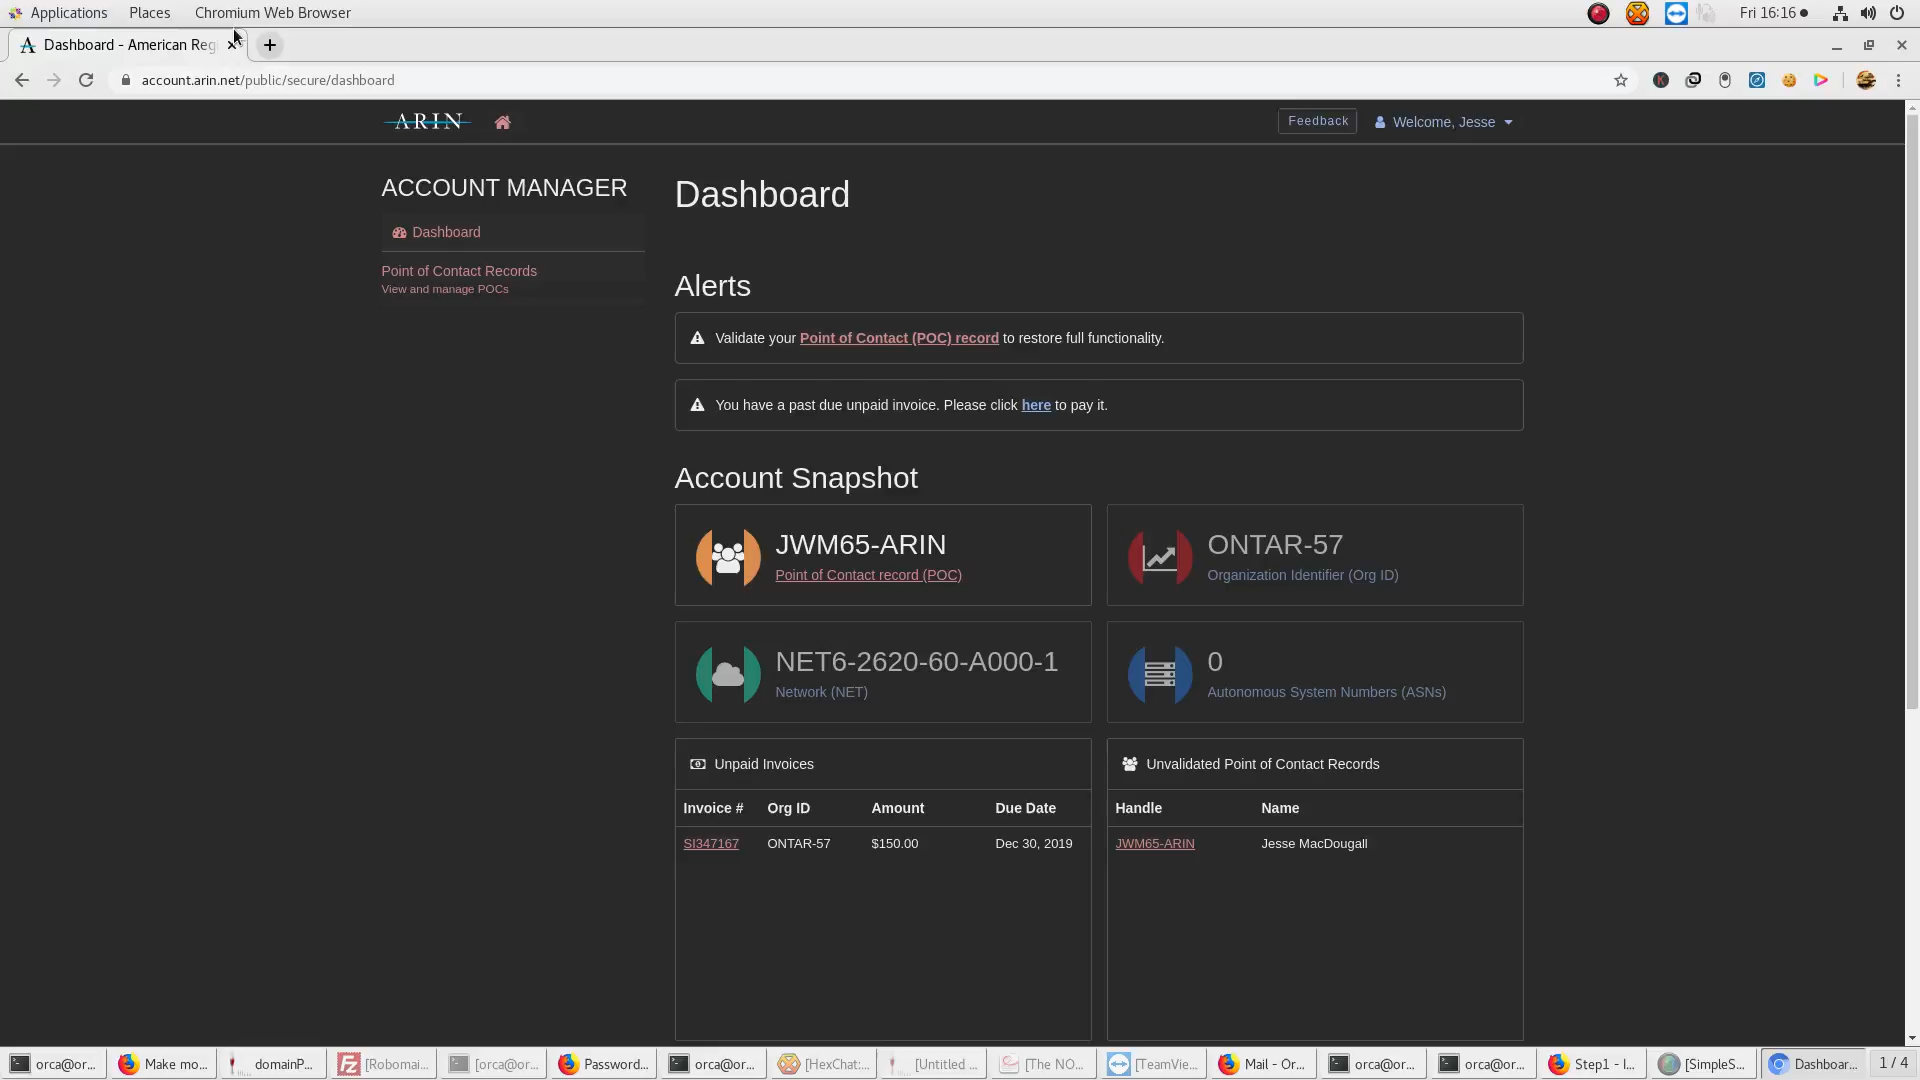 Applications Places Chromium Web Browser Fri 16:16
Dashboard - American Reg
account.arin.net/public/secure/dashboard
ARIN Feedback Welcome, Jesse
ACCOUNT MANAGER
Dashboard
Point of Contact Records
View and manage POCs
Dashboard
Alerts
Validate your Point of Contact (POC) record to restore full functionality.
You have a past due unpaid invoice. Please click here to pay it.
Account Snapshot
JWM65-ARIN
Point of Contact record (POC)
ONTAR-57
Organization Identifier (Org ID)
NET6-2620-60-A000-1
Network (NET)
0
Autonomous System Numbers (ASNs)
Unpaid Invoices
Invoice # Org ID Amount Due Date
SI347167 ONTAR-57 $150.00 Dec 30, 2019
Unvalidated Point of Contact Records
Handle Name
JWM65-ARIN Jesse MacDougall
orca@or... Make mo... domainP... [Robomai... [orca@or... Password... orca@or... [HexChat:... [Untitled ... [The NO... [TeamVie... Mail - Or... orca@or... orca@or... Step1 - I... [SimpleS... Dashboar... 1 / 4